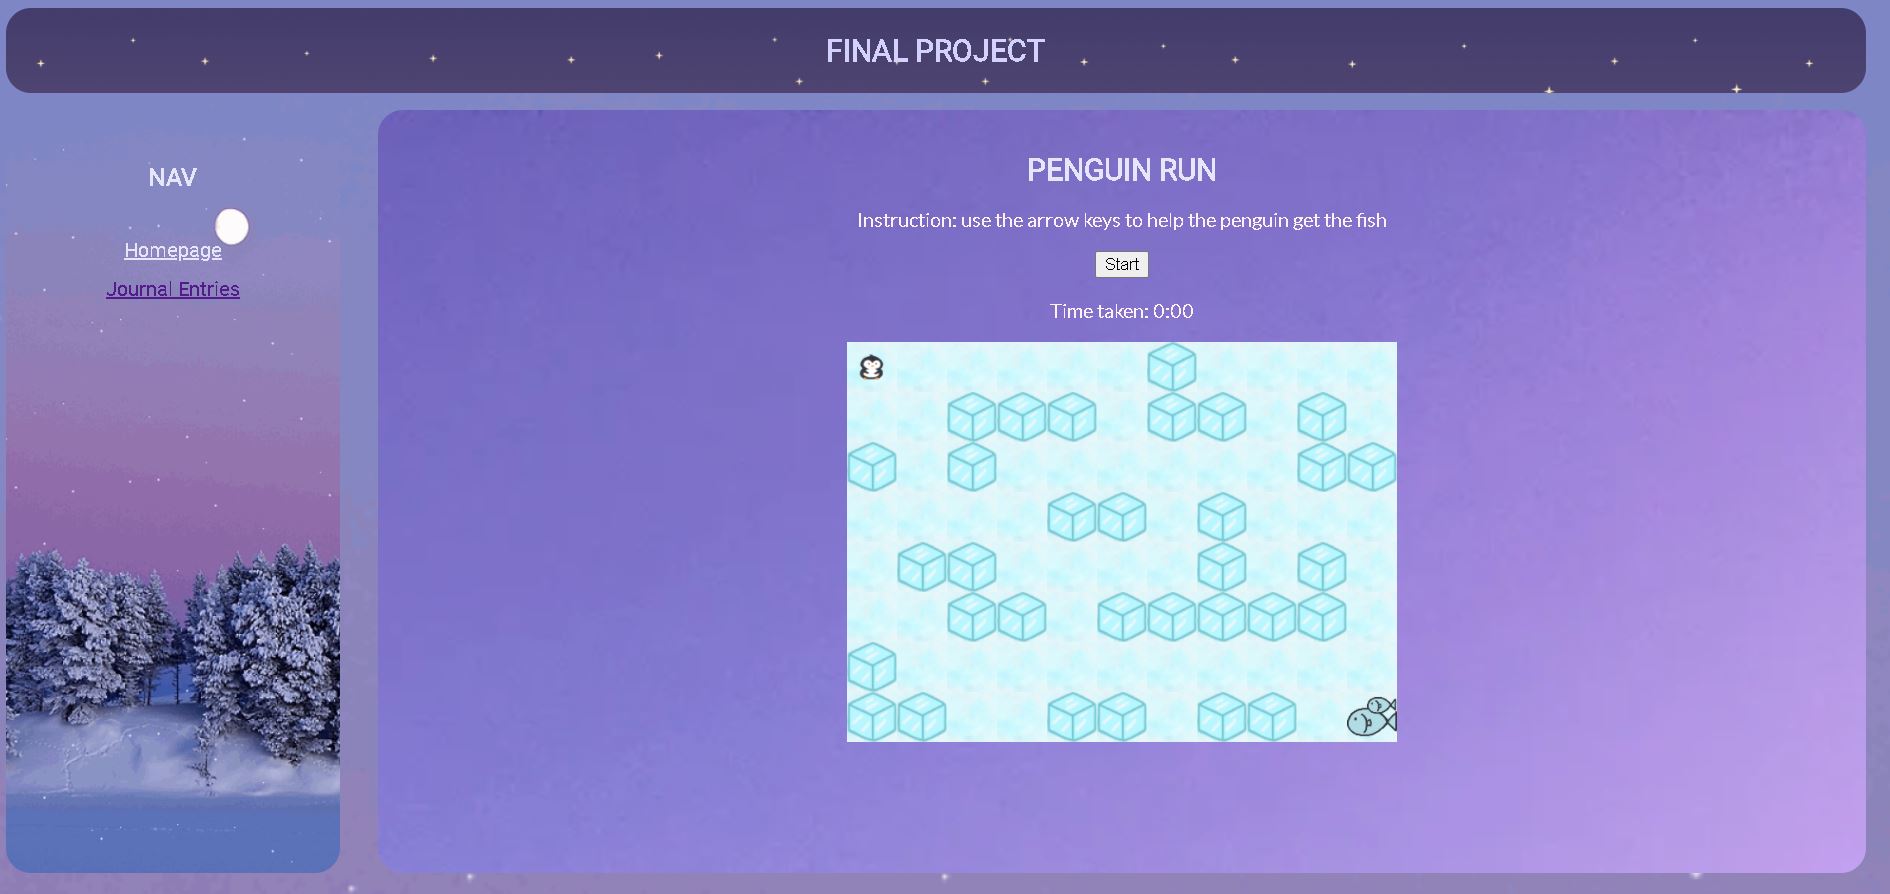 FINAL PROJECT
NAV
Homepage
Journal Entries
PENGUIN RUN
Instruction: use the arrow keys to help the penguin get the fish
Start
Time taken: 0:00